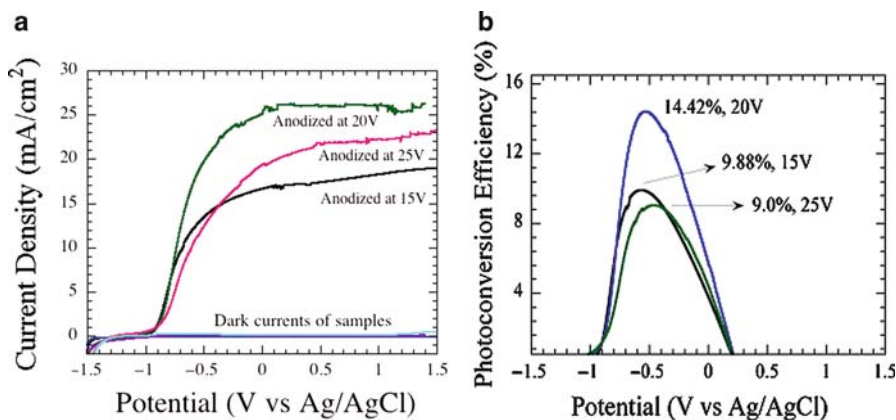 a
Current Density (mA/cm²)
30
25
20
15
10
5
0
Anodized at 20V
Anodized at 25V
Anodized at 15V
Dark currents of samples
−1.5 −1 −0.5 0 0.5 1 1.5
Potential (V vs Ag/AgCl)
b
Photoconversion Efficiency (%)
16
12
8
4
14.42%, 20V
9.88%, 15V
9.0%, 25V
−1.5 −1 −0.5 0 0.5 1 1.5
Potential (V vs Ag/AgCl)